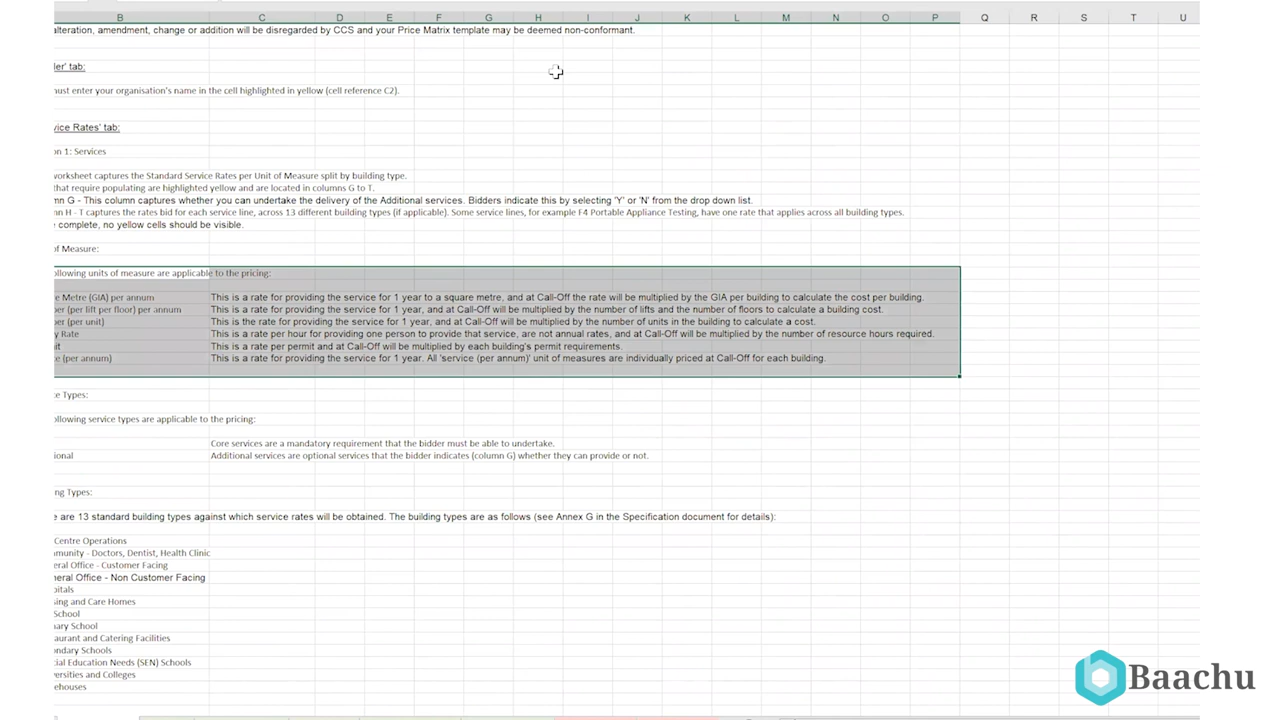 B C D E F G H I J K L M N O P Q R S T U
alteration, amendment, change or addition will be disregarded by CCS and your Price Matrix template may be deemed non-conformant.
er' tab:
must enter your organisation's name in the cell highlighted in yellow (cell reference C2).
vice Rates' tab:
on 1: Services
worksheet captures the Standard Service Rates per Unit of Measure split by building type.
that require populating are highlighted yellow and are located in columns G to T.
mn G - This column captures whether you can undertake the delivery of the Additional services. Bidders indicate this by selecting 'Y' or 'N' from the drop down list.
mn H - T captures the rates bid for each service line, across 13 different building types (if applicable). Some service lines, for example F4 Portable Appliance Testing, have one rate that applies across all building types.
complete, no yellow cells should be visible.
of Measure:
ollowing units of measure are applicable to the pricing:
e Metre (GIA) per annum This is a rate for providing the service for 1 year to a square metre, and at Call-Off the rate will be multiplied by the GIA per building to calculate the cost per building.
er (per lift per floor) per annum This is a rate for providing the service for 1 year, and at Call-Off will be multiplied by the number of lifts and the number of floors to calculate a building cost.
er (per unit) This is the rate for providing the service for 1 year, and at Call-Off will be multiplied by the number of units in the building to calculate a cost.
y Rate This is a rate per hour for providing one person to provide that service, are not annual rates, and at Call-Off will be multiplied by the number of resource hours required.
it This is a rate per permit and at Call-Off will be multiplied by each building's permit requirements.
e (per annum) This is a rate for providing the service for 1 year. All 'service (per annum)' unit of measures are individually priced at Call-Off for each building.
e Types:
ollowing service types are applicable to the pricing:
Core services are a mandatory requirement that the bidder must be able to undertake.
ional Additional services are optional services that the bidder indicates (column G) whether they can provide or not.
ng Types:
e are 13 standard building types against which service rates will be obtained. The building types are as follows (see Annex G in the Specification document for details):
Centre Operations
munity - Doctors, Dentist, Health Clinic
eral Office - Customer Facing
neral Office - Non Customer Facing
pitals
sing and Care Homes
School
ary School
aurant and Catering Facilities
ondary Schools
cial Education Needs (SEN) Schools
ersities and Colleges
ehouses
Baachu